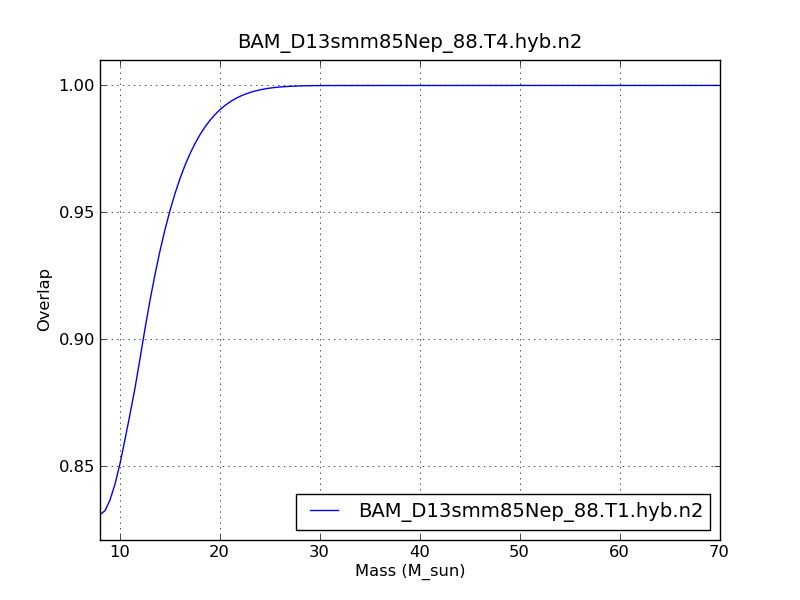 BAM_D13smm85Nep_88.T4.hyb.n2
1.00
0.95
0.90
0.85
Overlap
BAM_D13smm85Nep_88.T1.hyb.n2
10
20
30
40
50
60
70
Mass (M_sun)